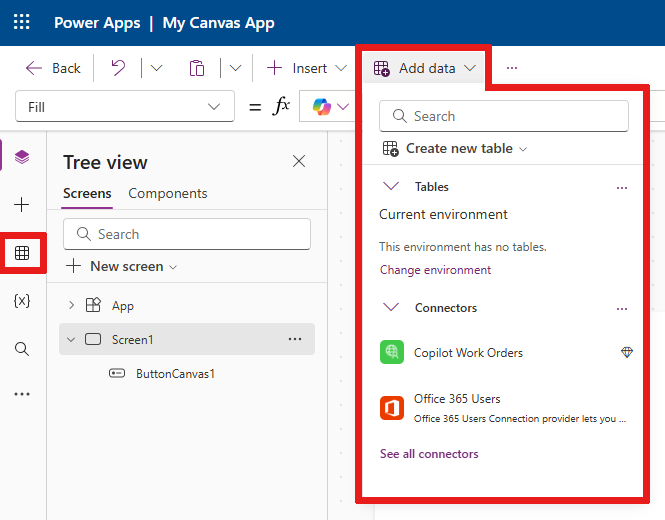 Power Apps | My Canvas App
Back
Insert
Add data
...
Fill
= fx
Search
Create new table
Tree view
Screens Components
Search
New screen
App
Screen1
ButtonCanvas1
{x}
Tables
Current environment
This environment has no tables.
Change environment
Connectors
Copilot Work Orders
Office 365 Users
Office 365 Users Connection provider lets you ...
See all connectors